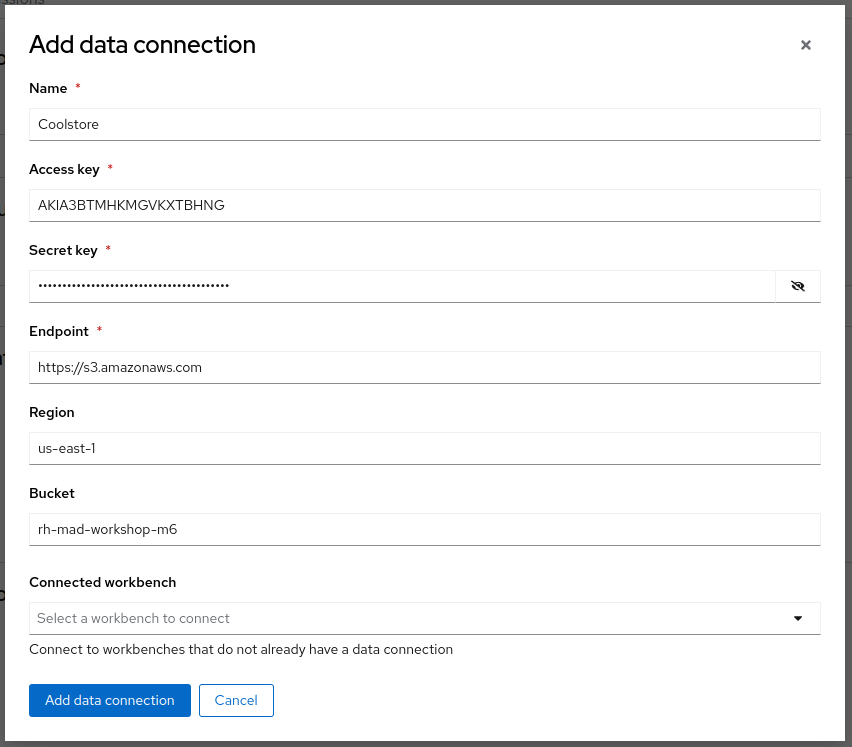 Add data connection
Name *
Coolstore
Access key *
AKIA3BTMHKMGVKXTBHNG
Secret key *
••••••••••••••••••••••••••••••••••••••••
Endpoint *
https://s3.amazonaws.com
Region
us-east-1
Bucket
rh-mad-workshop-m6
Connected workbench
Select a workbench to connect
Connect to workbenches that do not already have a data connection
Add data connection Cancel